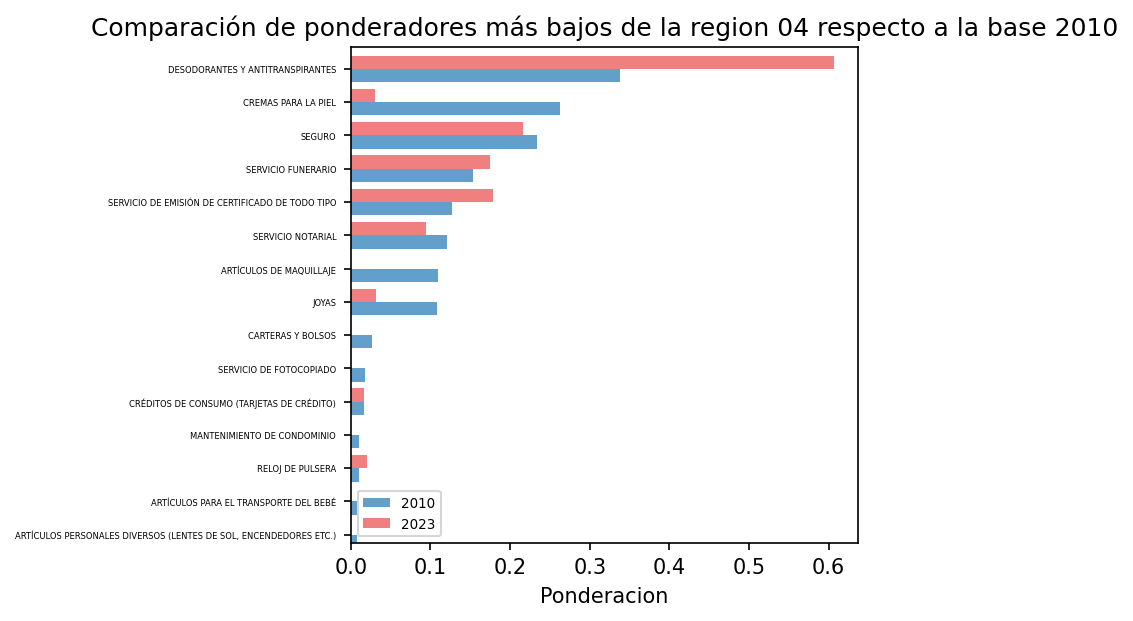 Comparación de ponderadores más bajos de la region 04 respecto a la base 2010
DESODORANTES Y ANTITRANSPIRANTES
CREMAS PARA LA PIEL
SEGURO
SERVICIO FUNERARIO
SERVICIO DE EMISIÓN DE CERTIFICADO DE TODO TIPO
SERVICIO NOTARIAL
ARTÍCULOS DE MAQUILLAJE
JOYAS
CARTERAS Y BOLSOS
SERVICIO DE FOTOCOPIADO
CRÉDITOS DE CONSUMO (TARJETAS DE CRÉDITO)
MANTENIMIENTO DE CONDOMINIO
RELOJ DE PULSERA
ARTÍCULOS PARA EL TRANSPORTE DEL BEBÉ
ARTÍCULOS PERSONALES DIVERSOS (LENTES DE SOL, ENCENDEDORES ETC.)
2010
2023
0.0 0.1 0.2 0.3 0.4 0.5 0.6
Ponderacion